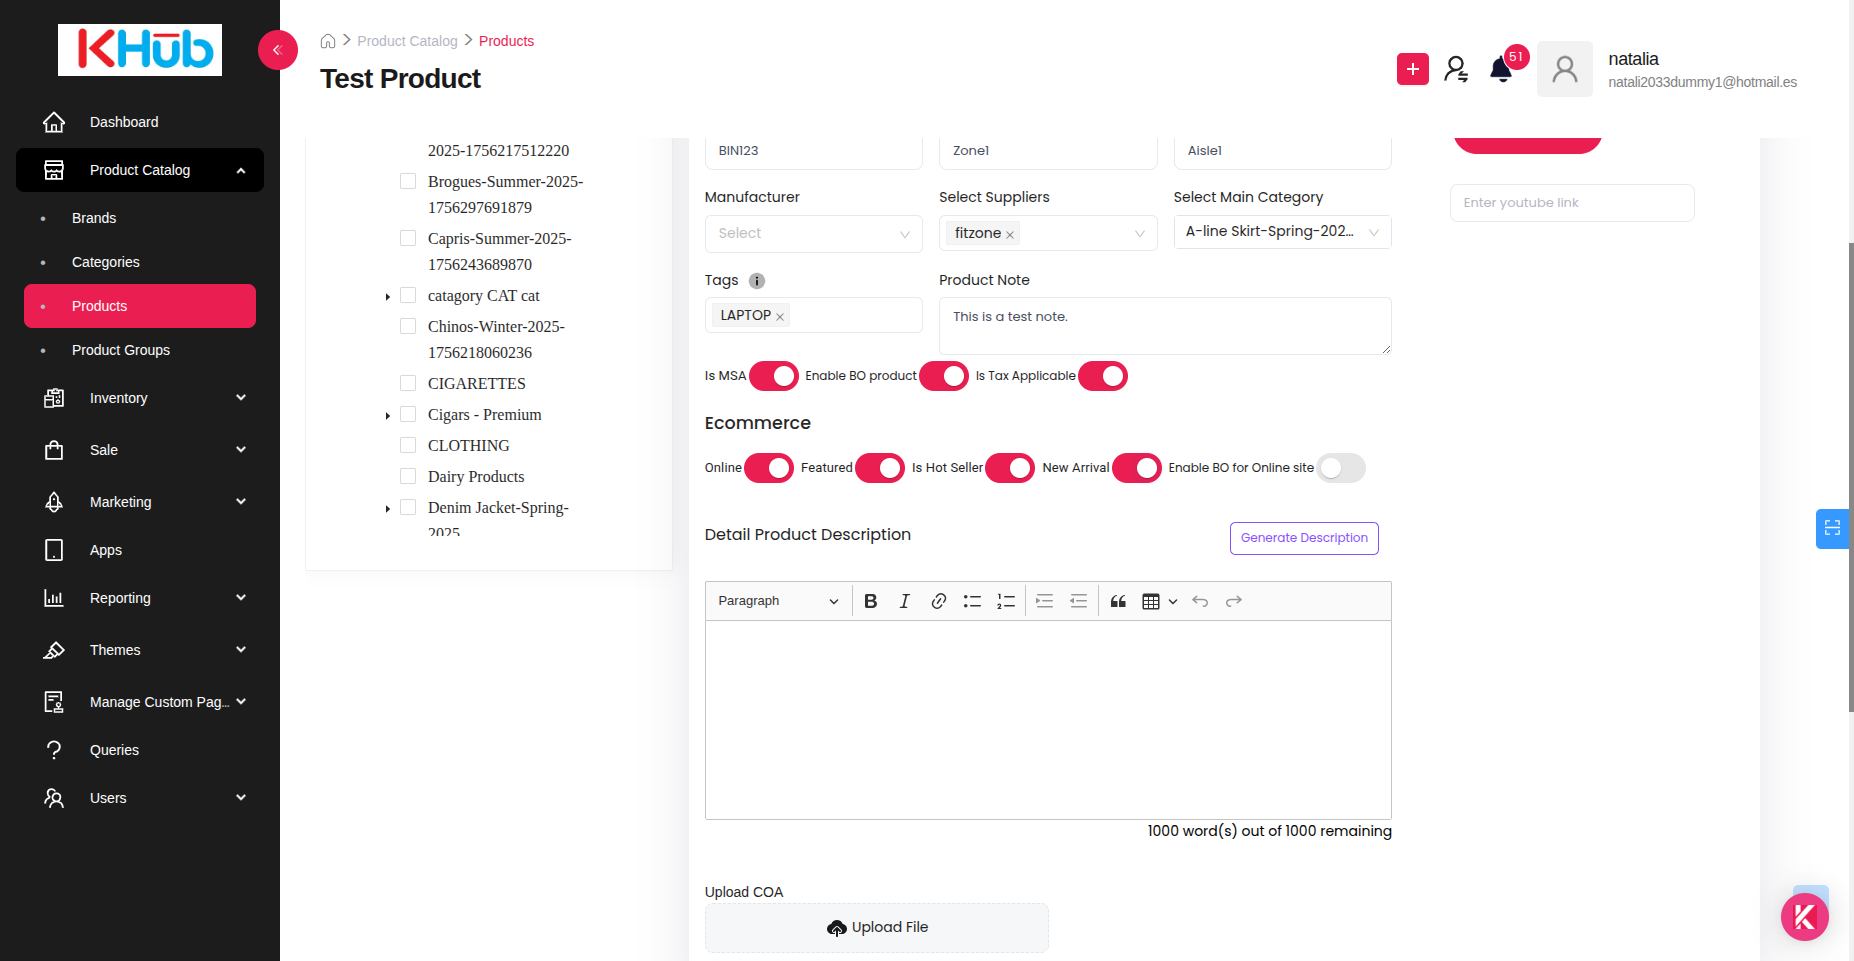 KHub
Dashboard
Product Catalog
Brands
Categories
Products
Product Groups
Inventory
Sale
Marketing
Apps
Reporting
Themes
Manage Custom Pag...
Queries
Users
Product Catalog
Products
Test Product
51
natalia
natali2033dummy1@hotmail.es
2025-1756217512220
Brogues-Summer-2025-
1756297691879
Capris-Summer-2025-
1756243689870
catagory CAT cat
Chinos-Winter-2025-
1756218060236
CIGARETTES
Cigars - Premium
CLOTHING
Dairy Products
Denim Jacket-Spring-
2025
BIN123
Zone1
Aisle1
Manufacturer
Select Suppliers
Select Main Category
Select
fitzone
A-line Skirt-Spring-202...
Tags
Product Note
LAPTOP
This is a test note.
Is MSA
Enable BO product
Is Tax Applicable
Ecommerce
Online
Featured
Is Hot Seller
New Arrival
Enable BO for Online site
Detail Product Description
Generate Description
Paragraph
1000 word(s) out of 1000 remaining
Upload COA
Upload File
Enter youtube link